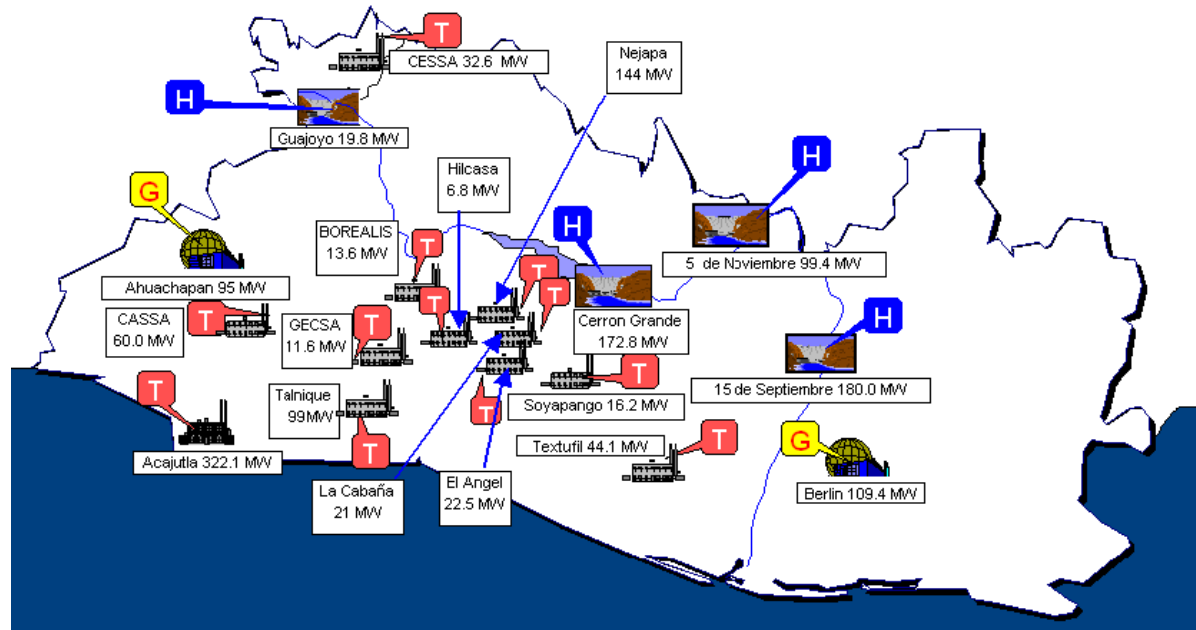 T
CESSA 32.6 MW
Nejapa
144 MW
H
Guajoyo 19.8 MW
H
Hilcasa
6.8 MW
G
BOREALIS
13.6 MW
T
H
5 de Noviembre 99.4 MW
Ahuachapan 95 MW
T
T
T
CASSA
60.0 MW
T
GECSA
11.6 MW
T
Cerron Grande
172.8 MW
H
T
Talnique
99MW
T
T
Soyapango 16.2 MW
15 de Septiembre 180.0 MW
T
Acajutla 322.1 MW
T
Textufil 44.1 MW
T
G
Berlin 109.4 MW
La Cabaña
21 MW
El Angel
22.5 MW